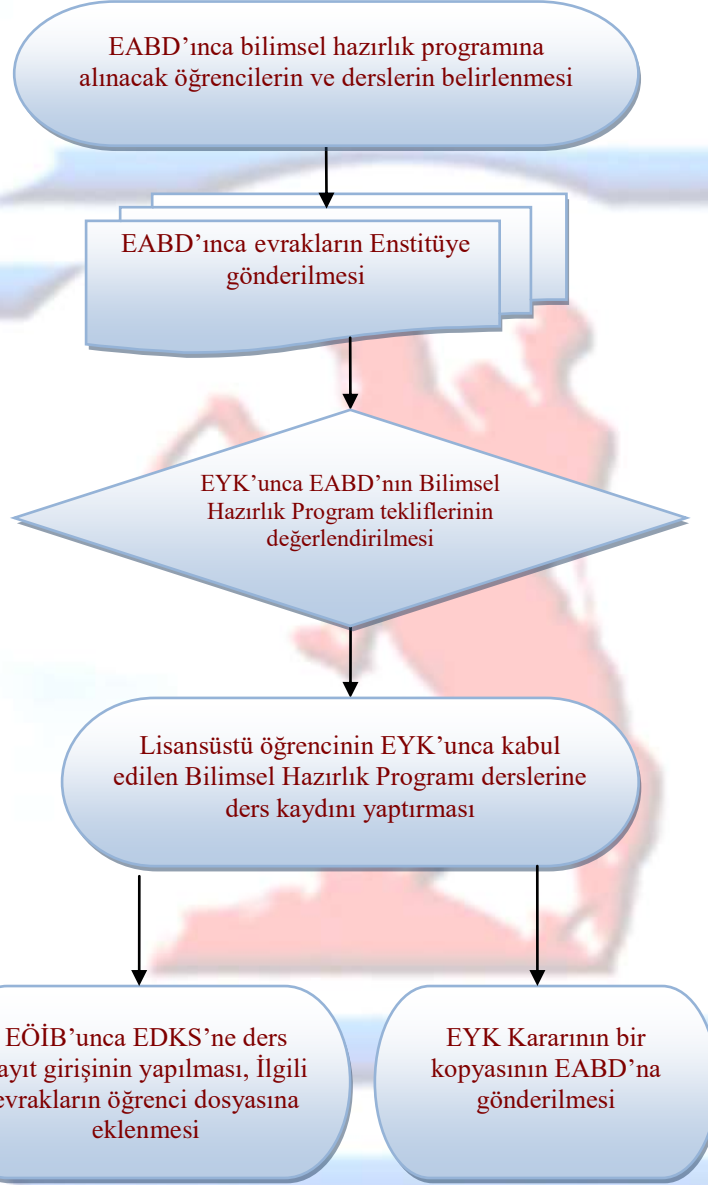 EABD’ınca bilimsel hazırlık programına
alınacak öğrencilerin ve derslerin belirlenmesi
EABD’ınca evrakların Enstitüye
gönderilmesi
EYK’unca EABD’nın Bilimsel
Hazırlık Program tekliflerinin
değerlendirilmesi
Lisansüstü öğrencinin EYK’unca kabul
edilen Bilimsel Hazırlık Programı derslerine
ders kaydını yaptırması
EÖİB’unca EDKS’ne ders
ayıt girişinin yapılması, İlgili
evrakların öğrenci dosyasına
eklenmesi
EYK Kararının bir
kopyasının EABD’na
gönderilmesi